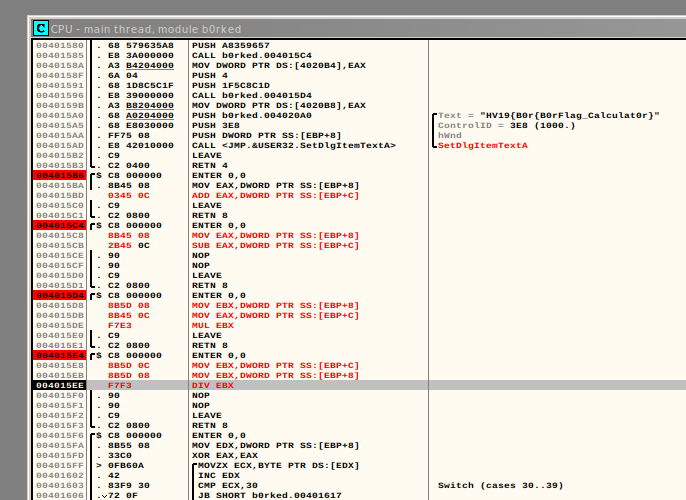 C CPU - main thread, module b0rked
00401580 . 68 579635A8 PUSH A8359657
00401585 . E8 3A000000 CALL b0rked.004015C4
0040158A . A3 B4204000 MOV DWORD PTR DS:[4020B4],EAX
0040158F . 6A 04 PUSH 4
00401591 . 68 1D8C5C1F PUSH 1F5C8C1D
00401596 . E8 39000000 CALL b0rked.004015D4
0040159B . A3 B8204000 MOV DWORD PTR DS:[4020B8],EAX
004015A0 . 68 A0204000 PUSH b0rked.004020A0 Text = "HV19{B0r{B0rFlag_Calculat0r}"
004015A5 . 68 E8030000 PUSH 3E8 ControlID = 3E8 (1000.)
004015AA . FF75 08 PUSH DWORD PTR SS:[EBP+8] hWnd
004015AD . E8 42010000 CALL <JMP.&USER32.SetDlgItemTextA> SetDlgItemTextA
004015B2 . C9 LEAVE
004015B3 . C2 0400 RETN 4
004015B6 $ C8 000000 ENTER 0,0
004015BA . 8B45 08 MOV EAX,DWORD PTR SS:[EBP+8]
004015BD 0345 0C ADD EAX,DWORD PTR SS:[EBP+C]
004015C0 . C9 LEAVE
004015C1 . C2 0800 RETN 8
004015C4 $ C8 000000 ENTER 0,0
004015C8 8B45 08 MOV EAX,DWORD PTR SS:[EBP+8]
004015CB 2B45 0C SUB EAX,DWORD PTR SS:[EBP+C]
004015CE . 90 NOP
004015CF . 90 NOP
004015D0 . C9 LEAVE
004015D1 . C2 0800 RETN 8
004015D4 $ C8 000000 ENTER 0,0
004015D8 8B5D 08 MOV EBX,DWORD PTR SS:[EBP+8]
004015DB 8B45 0C MOV EAX,DWORD PTR SS:[EBP+C]
004015DE F7E3 MUL EBX
004015E0 . C9 LEAVE
004015E1 . C2 0800 RETN 8
004015E4 $ C8 000000 ENTER 0,0
004015E8 8B5D 0C MOV EBX,DWORD PTR SS:[EBP+C]
004015EB 8B5D 08 MOV EBX,DWORD PTR SS:[EBP+8]
004015EE F7F3 DIV EBX
004015F0 . 90 NOP
004015F1 . 90 NOP
004015F2 . C9 LEAVE
004015F3 . C2 0800 RETN 8
004015F6 $ C8 000000 ENTER 0,0
004015FA . 8B55 08 MOV EDX,DWORD PTR SS:[EBP+8]
004015FD . 33C0 XOR EAX,EAX
004015FF > 0FB60A MOVZX ECX,BYTE PTR DS:[EDX]
00401602 . 42 INC EDX
00401603 . 83F9 30 CMP ECX,30 Switch (cases 30..39)
00401606 . 72 0F JB SHORT b0rked.00401617